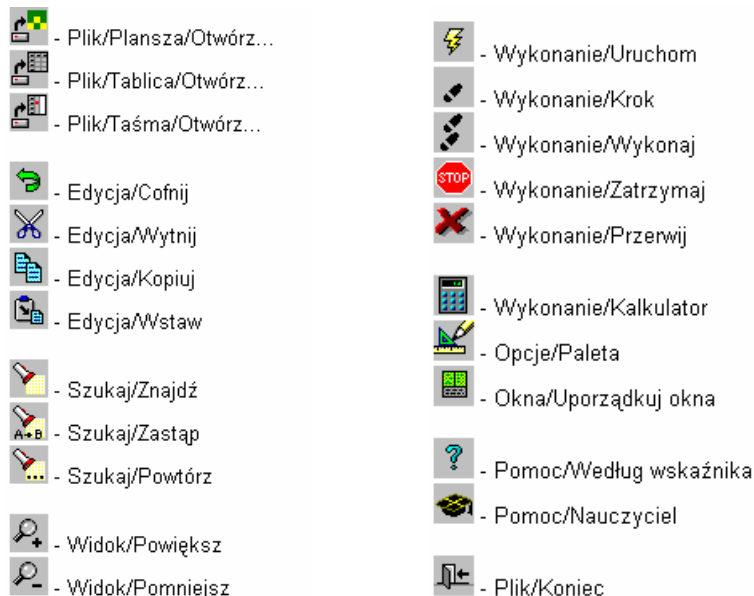 - Plik/Plansza/Otwórz...
- Plik/Tablica/Otwórz...
- Plik/Taśma/Otwórz...
- Edycja/Cofnij
- Edycja/Wytnij
- Edycja/Kopiuj
- Edycja/Wstaw
- Szukaj/Znajdź
A→B - Szukaj/Zastąp
- Szukaj/Powtórz
- Widok/Powiększ
- Widok/Pomniejsz
- Wykonanie/Uruchom
- Wykonanie/Krok
- Wykonanie/Wykonaj
STOP - Wykonanie/Zatrzymaj
- Wykonanie/Przerwij
- Wykonanie/Kalkulator
- Opcje/Paleta
- Okna/Uporządkuj okna
? - Pomoc/Według wskaźnika
- Pomoc/Nauczyciel
- Plik/Koniec